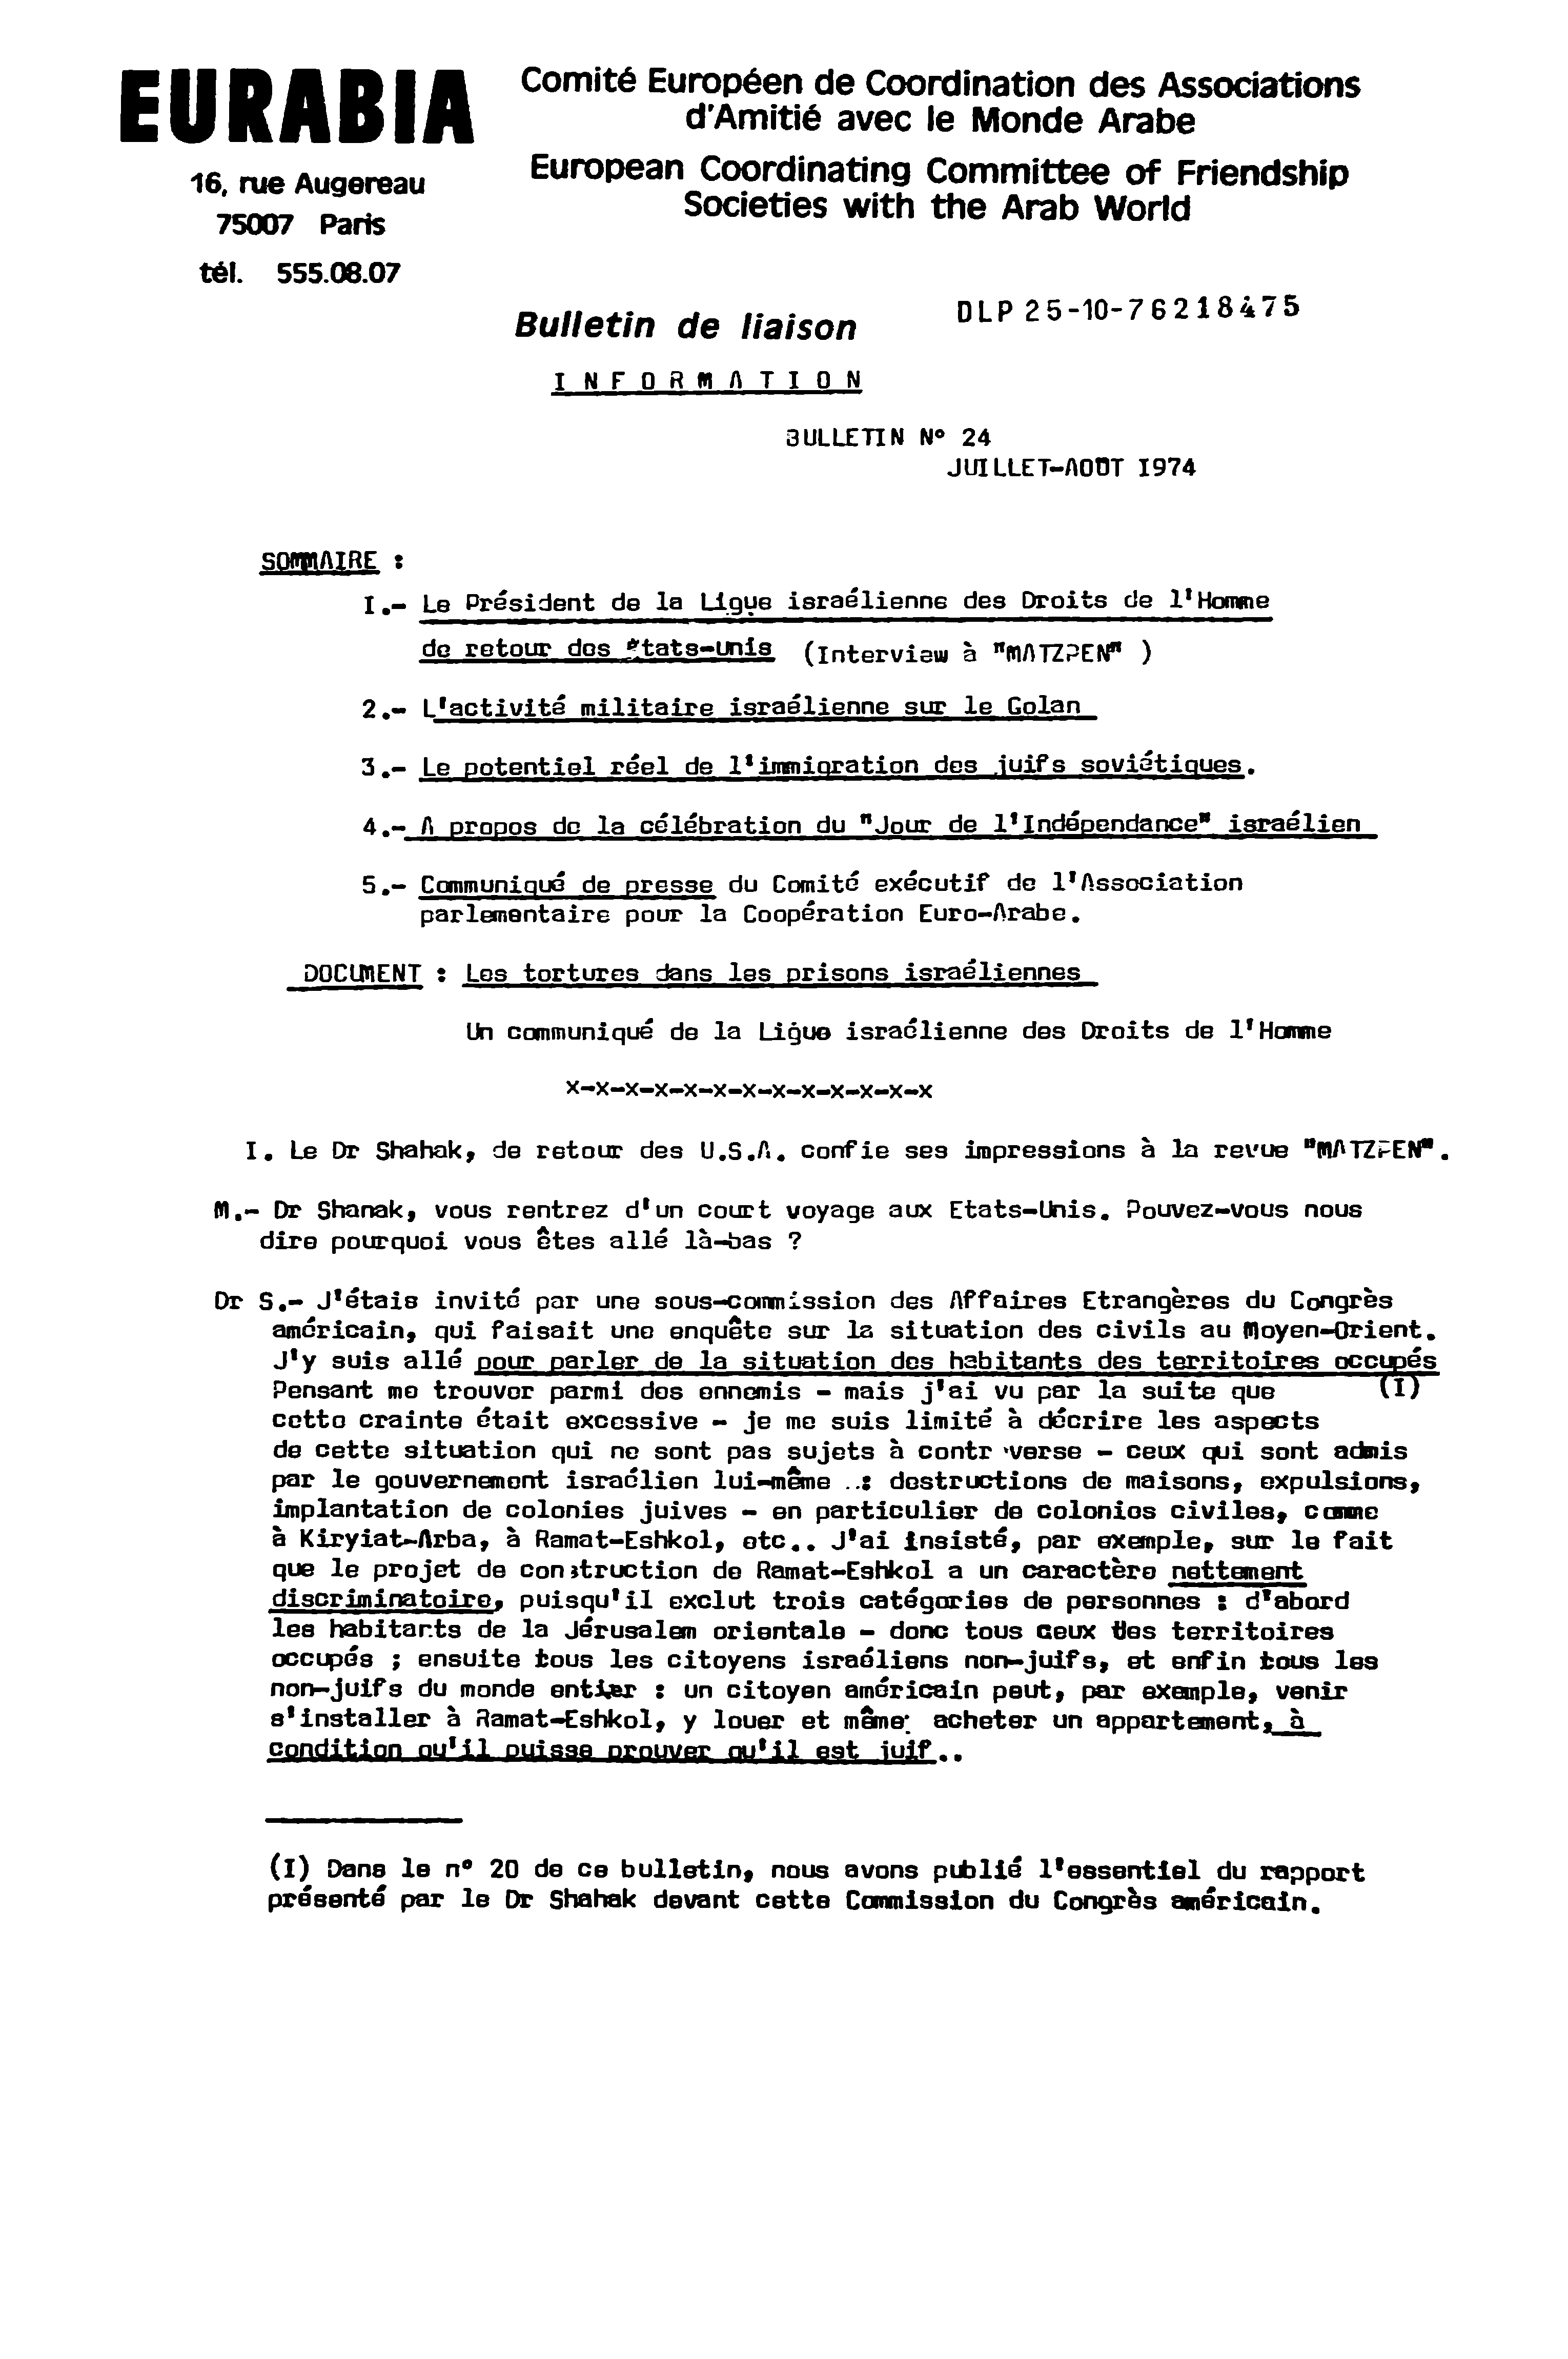 EURABIA
16, rue Augereau
75007 Paris
tél. 555.08.07
Comité Européen de Coordination des Associations
d'Amitié avec le Monde Arabe
European Coordinating Committee of Friendship
Societies with the Arab World
DLP 25-10-76218475
Bulletin de liaison
INFORMATION
BULLETIN N° 24
JUILLET-AOÛT I974
SOMMAIRE :
I.- Le Président de la Ligue israélienne des Droits de l'Homme
de retour des états-unis (Interview à "MATZPEN" )
2.- L'activité militaire israélienne sur le Golan
3.- Le potentiel réel de l'immigration des juifs soviétiques.
4.- A propos de la célébration du "Jour de l'Indépendance" israélien
5.- Communiqué de presse du Comité exécutif de l'Association
parlementaire pour la Coopération Euro-Arabe.
DOCUMENT : Les tortures dans les prisons israéliennes
Un communiqué de la Ligue israélienne des Droits de l'Homme
x-x-x-x-x-x-x-x-x-x-x-x-x
I. Le Dr Shahak, de retour des U.S.A. confie ses impressions à la revue "MATZPEN".
M.- Dr Shahak, vous rentrez d'un court voyage aux Etats-Unis. Pouvez-vous nous
dire pourquoi vous êtes allé là-bas ?
Dr S.- J'étais invité par une sous-commission des Affaires Etrangères du Congrès
américain, qui faisait une enquête sur la situation des civils au Moyen-Orient.
J'y suis allé pour parler de la situation des habitants des territoires occupés
Pensant me trouver parmi des ennemis - mais j'ai vu par la suite que (I)
cette crainte était excessive - je me suis limité à décrire les aspects
de cette situation qui ne sont pas sujets à contr verse - ceux qui sont admis
par le gouvernement israélien lui-même ..: destructions de maisons, expulsions,
implantation de colonies juives - en particulier de colonies civiles, comme
à Kiryiat-Arba, à Ramat-Eshkol, etc.. J'ai insisté, par exemple, sur le fait
que le projet de construction de Ramat-Eshkol a un caractère nettement
discriminatoire, puisqu'il exclut trois catégories de personnes : d'abord
les habitants de la Jérusalem orientale - donc tous ceux des territoires
occupés ; ensuite tous les citoyens israéliens non-juifs, et enfin tous les
non-juifs du monde entier : un citoyen américain peut, par exemple, venir
s'installer à Ramat-Eshkol, y louer et même acheter un appartement, à
condition qu'il puisse prouver qu'il est juif..
(I) Dans le n° 20 de ce bulletin, nous avons publié l'essentiel du rapport
présenté par le Dr Shahak devant cette Commission du Congrès américain.